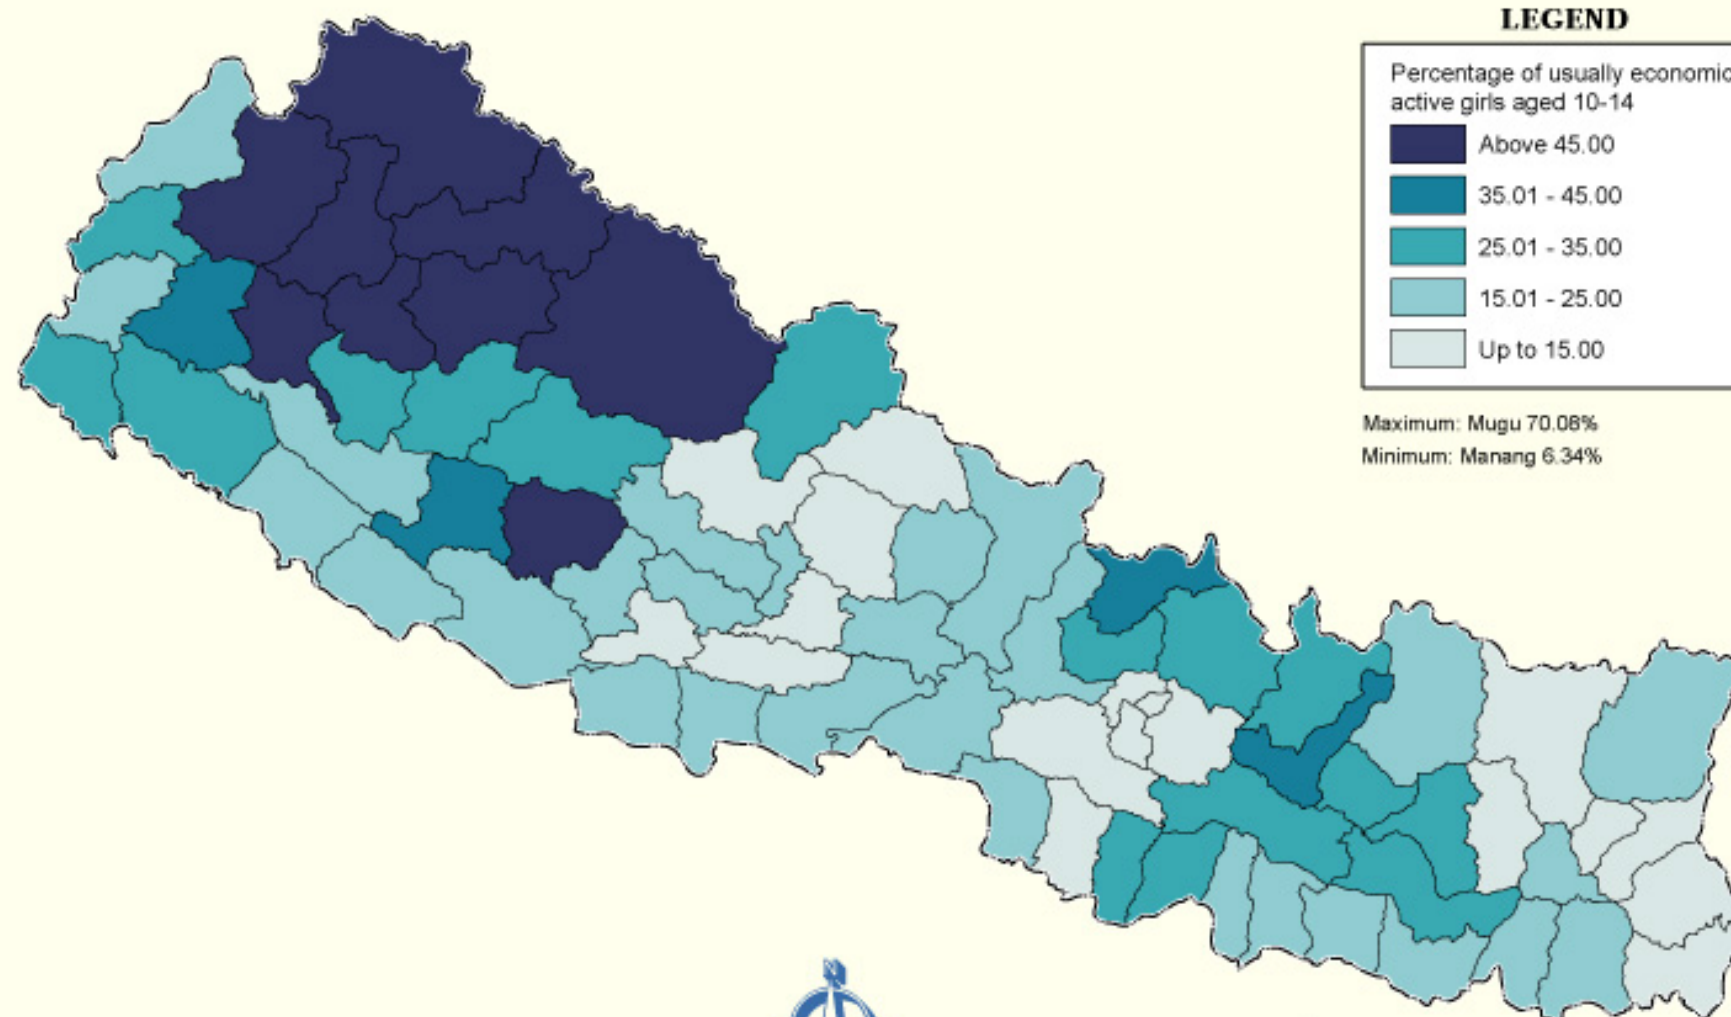 LEGEND
Percentage of usually economic
active girls aged 10-14
Above 45.00
35.01 - 45.00
25.01 - 35.00
15.01 - 25.00
Up to 15.00
Maximum: Mugu 70.08%
Minimum: Manang 6.34%
N